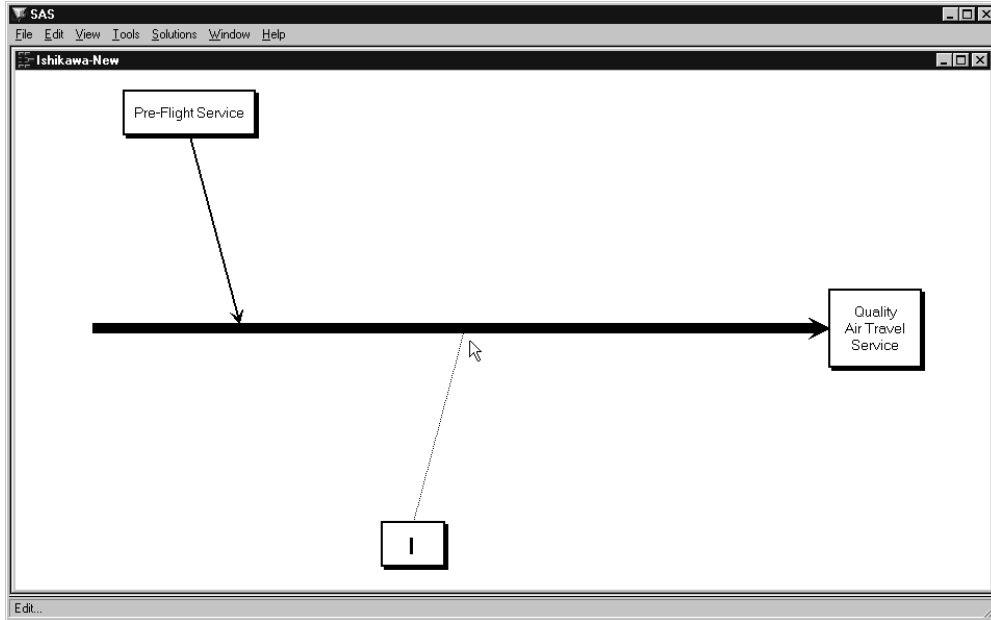 SAS
File Edit View Tools Solutions Window Help
Ishikawa-New
Pre-Flight Service
Quality
Air Travel
Service
Edit...